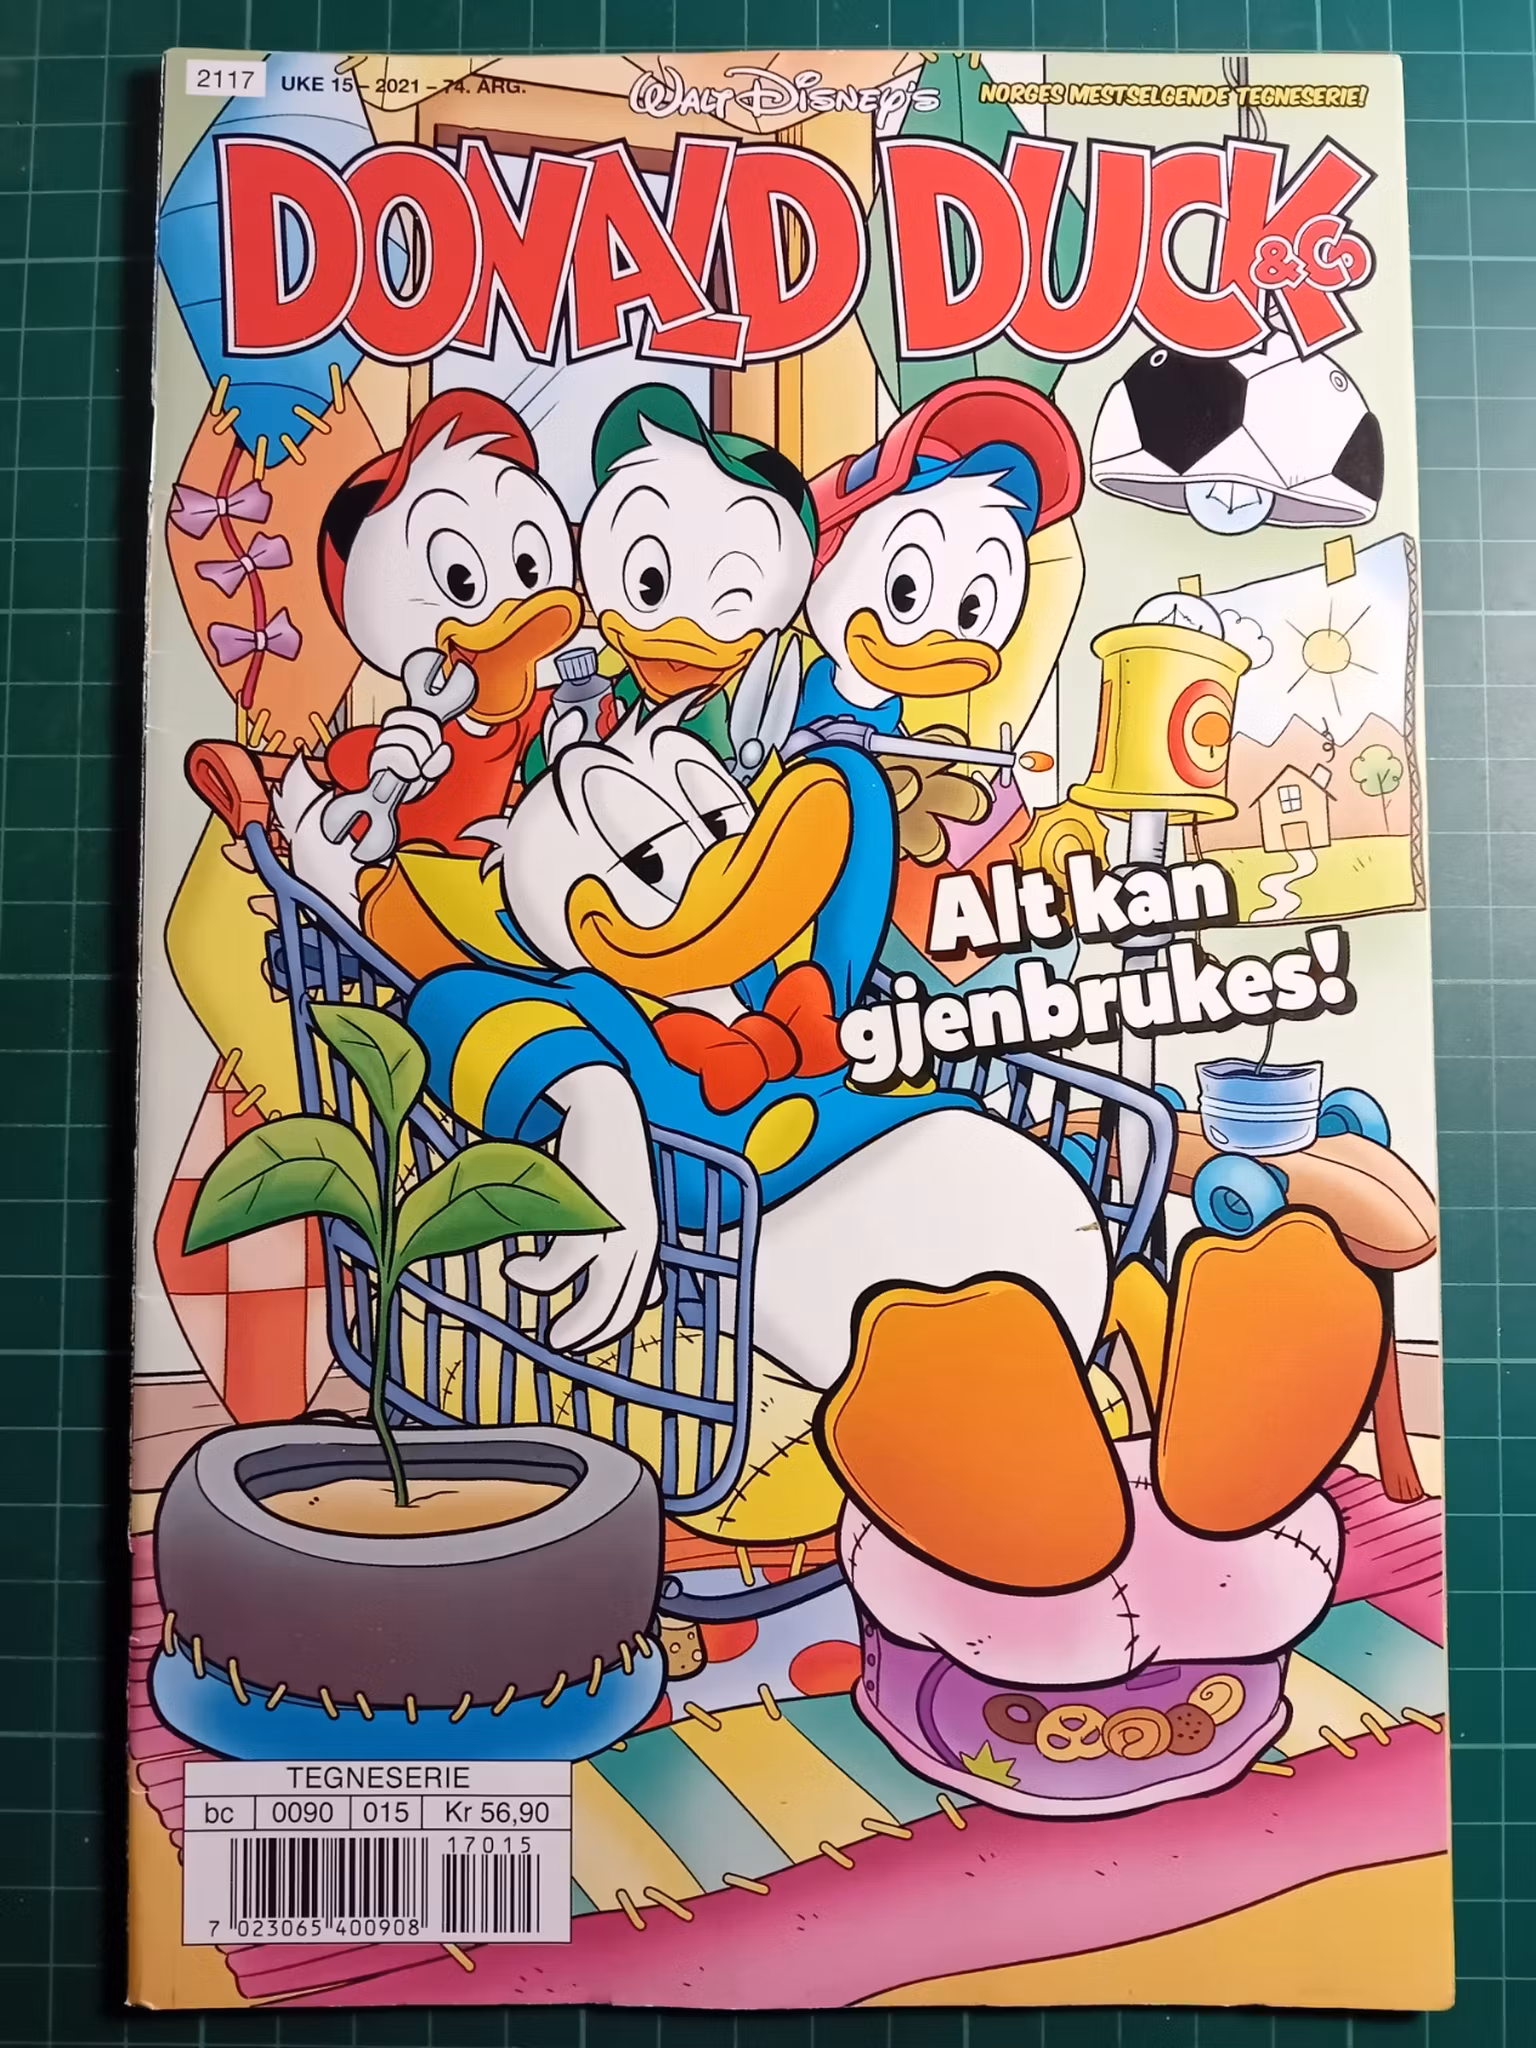 2117
UKE 15 – 2021 – 74. ÅRG.
WALT DISNEY'S
NORGES MESTSELGENDE TEGNESERIE!
DONALD DUCK
& Co
Alt kan
gjenbrukes!
TEGNESERIE
bc 0090 015 Kr 56,90
17015
7 023065 400908